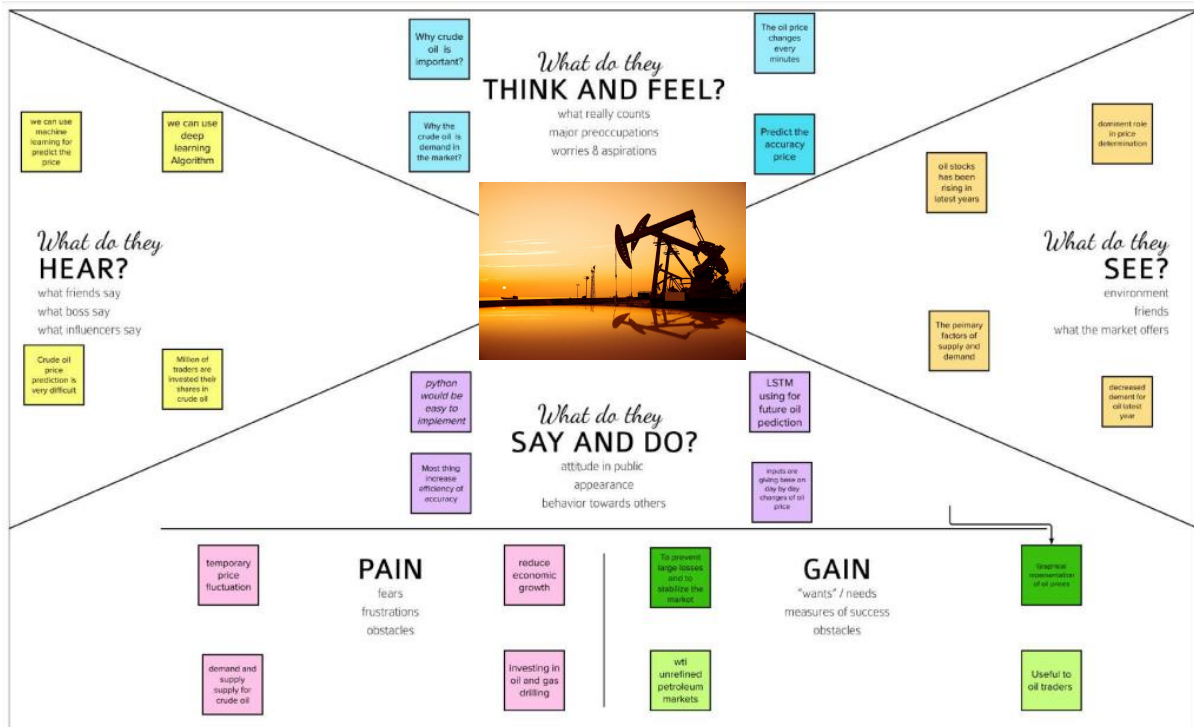 Why crude
oil is
important?
The oil price
changes
every
minutes
What do they
THINK AND FEEL?
what really counts
major preoccupations
worries & aspirations
Why the
crude oil is
demand in
the market?
Predict the
accuracy
price
we can use
machine
learning for
predict the
price
we can use
deep
learning
Algorithm
What do they
HEAR?
what friends say
what boss say
what influencers say
Crude oil
price
prediction is
very difficult
Millien of
traders are
invested their
shares in
crude oil
dominent role
in price
determination
oil stocks
has been
rising in
latest years
What do they
SEE?
environment
friends
what the market offers
The peimary
factors of
supply and
demand
decreased
dement for
oil latest
year
python
would be
easy to
implement
LSTM
using for
future oil
pediction
What do they
SAY AND DO?
attitude in public
appearance
behavior towards others
Most thing
increase
efficiency of
accuracy
inputs are
giving base on
day by day
changes of oil
price
temporary
price
fluctuation
PAIN
fears
frustrations
obstacles
reduce
economic
growth
demand and
supply
supply for
crude oil
investing in
oil and gas
drilling
To prevent
large losses
and to
stabilize the
market
GAIN
"wants" / needs
measures of success
obstacles
Graphical
of oil prices
wti
unrefined
petroleum
markets
Useful to
oil traders